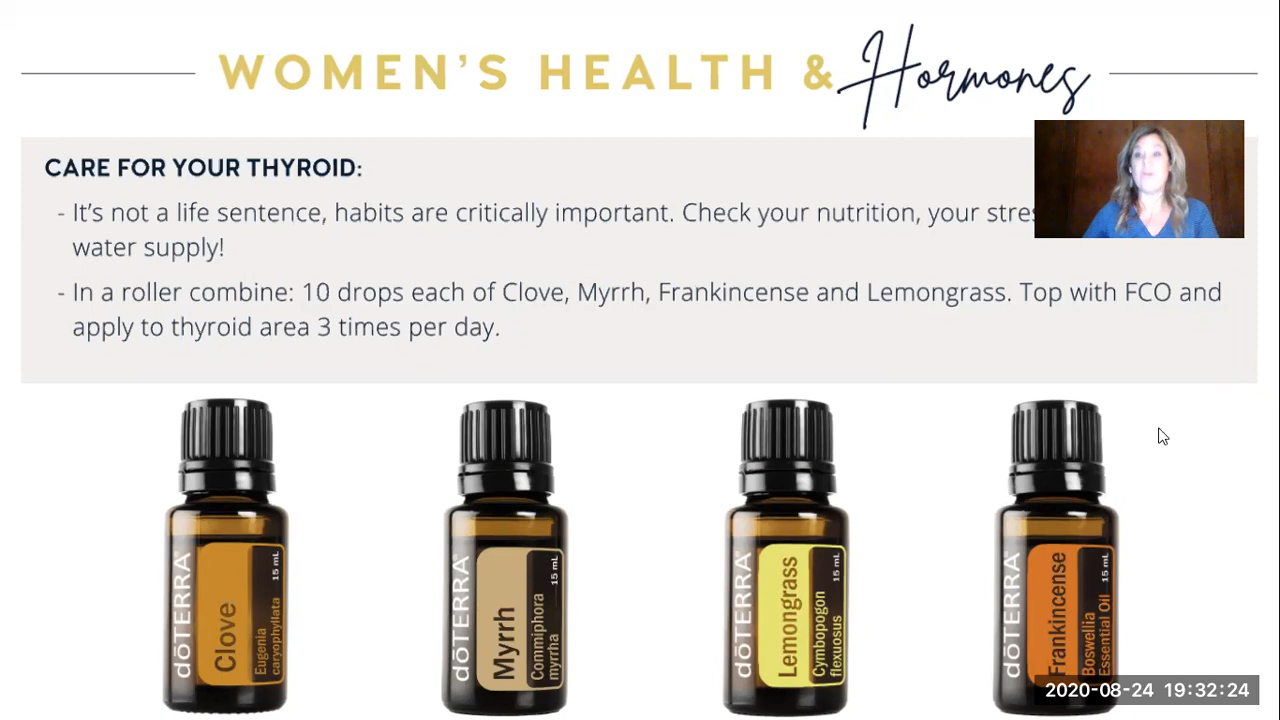 WOMEN'S HEALTH & Hormones
CARE FOR YOUR THYROID:
- It's not a life sentence, habits are critically important. Check your nutrition, your
water supply!
- In a roller combine: 10 drops each of Clove, Myrrh, Frankincense and Lemongrass. Top with FCO and
apply to thyroid area 3 times per day.
dōTERRA
Clove
Eugenia
caryophyllata
15 mL
dōTERRA
Myrrh
Commiphora
myrrha
15 mL
dōTERRA
Lemongrass
Cymbopogon
flexuosus
15 mL
dōTERRA
Frankincense
Boswellia
Essential Oil
15 mL
2020-08-24 19:32:24